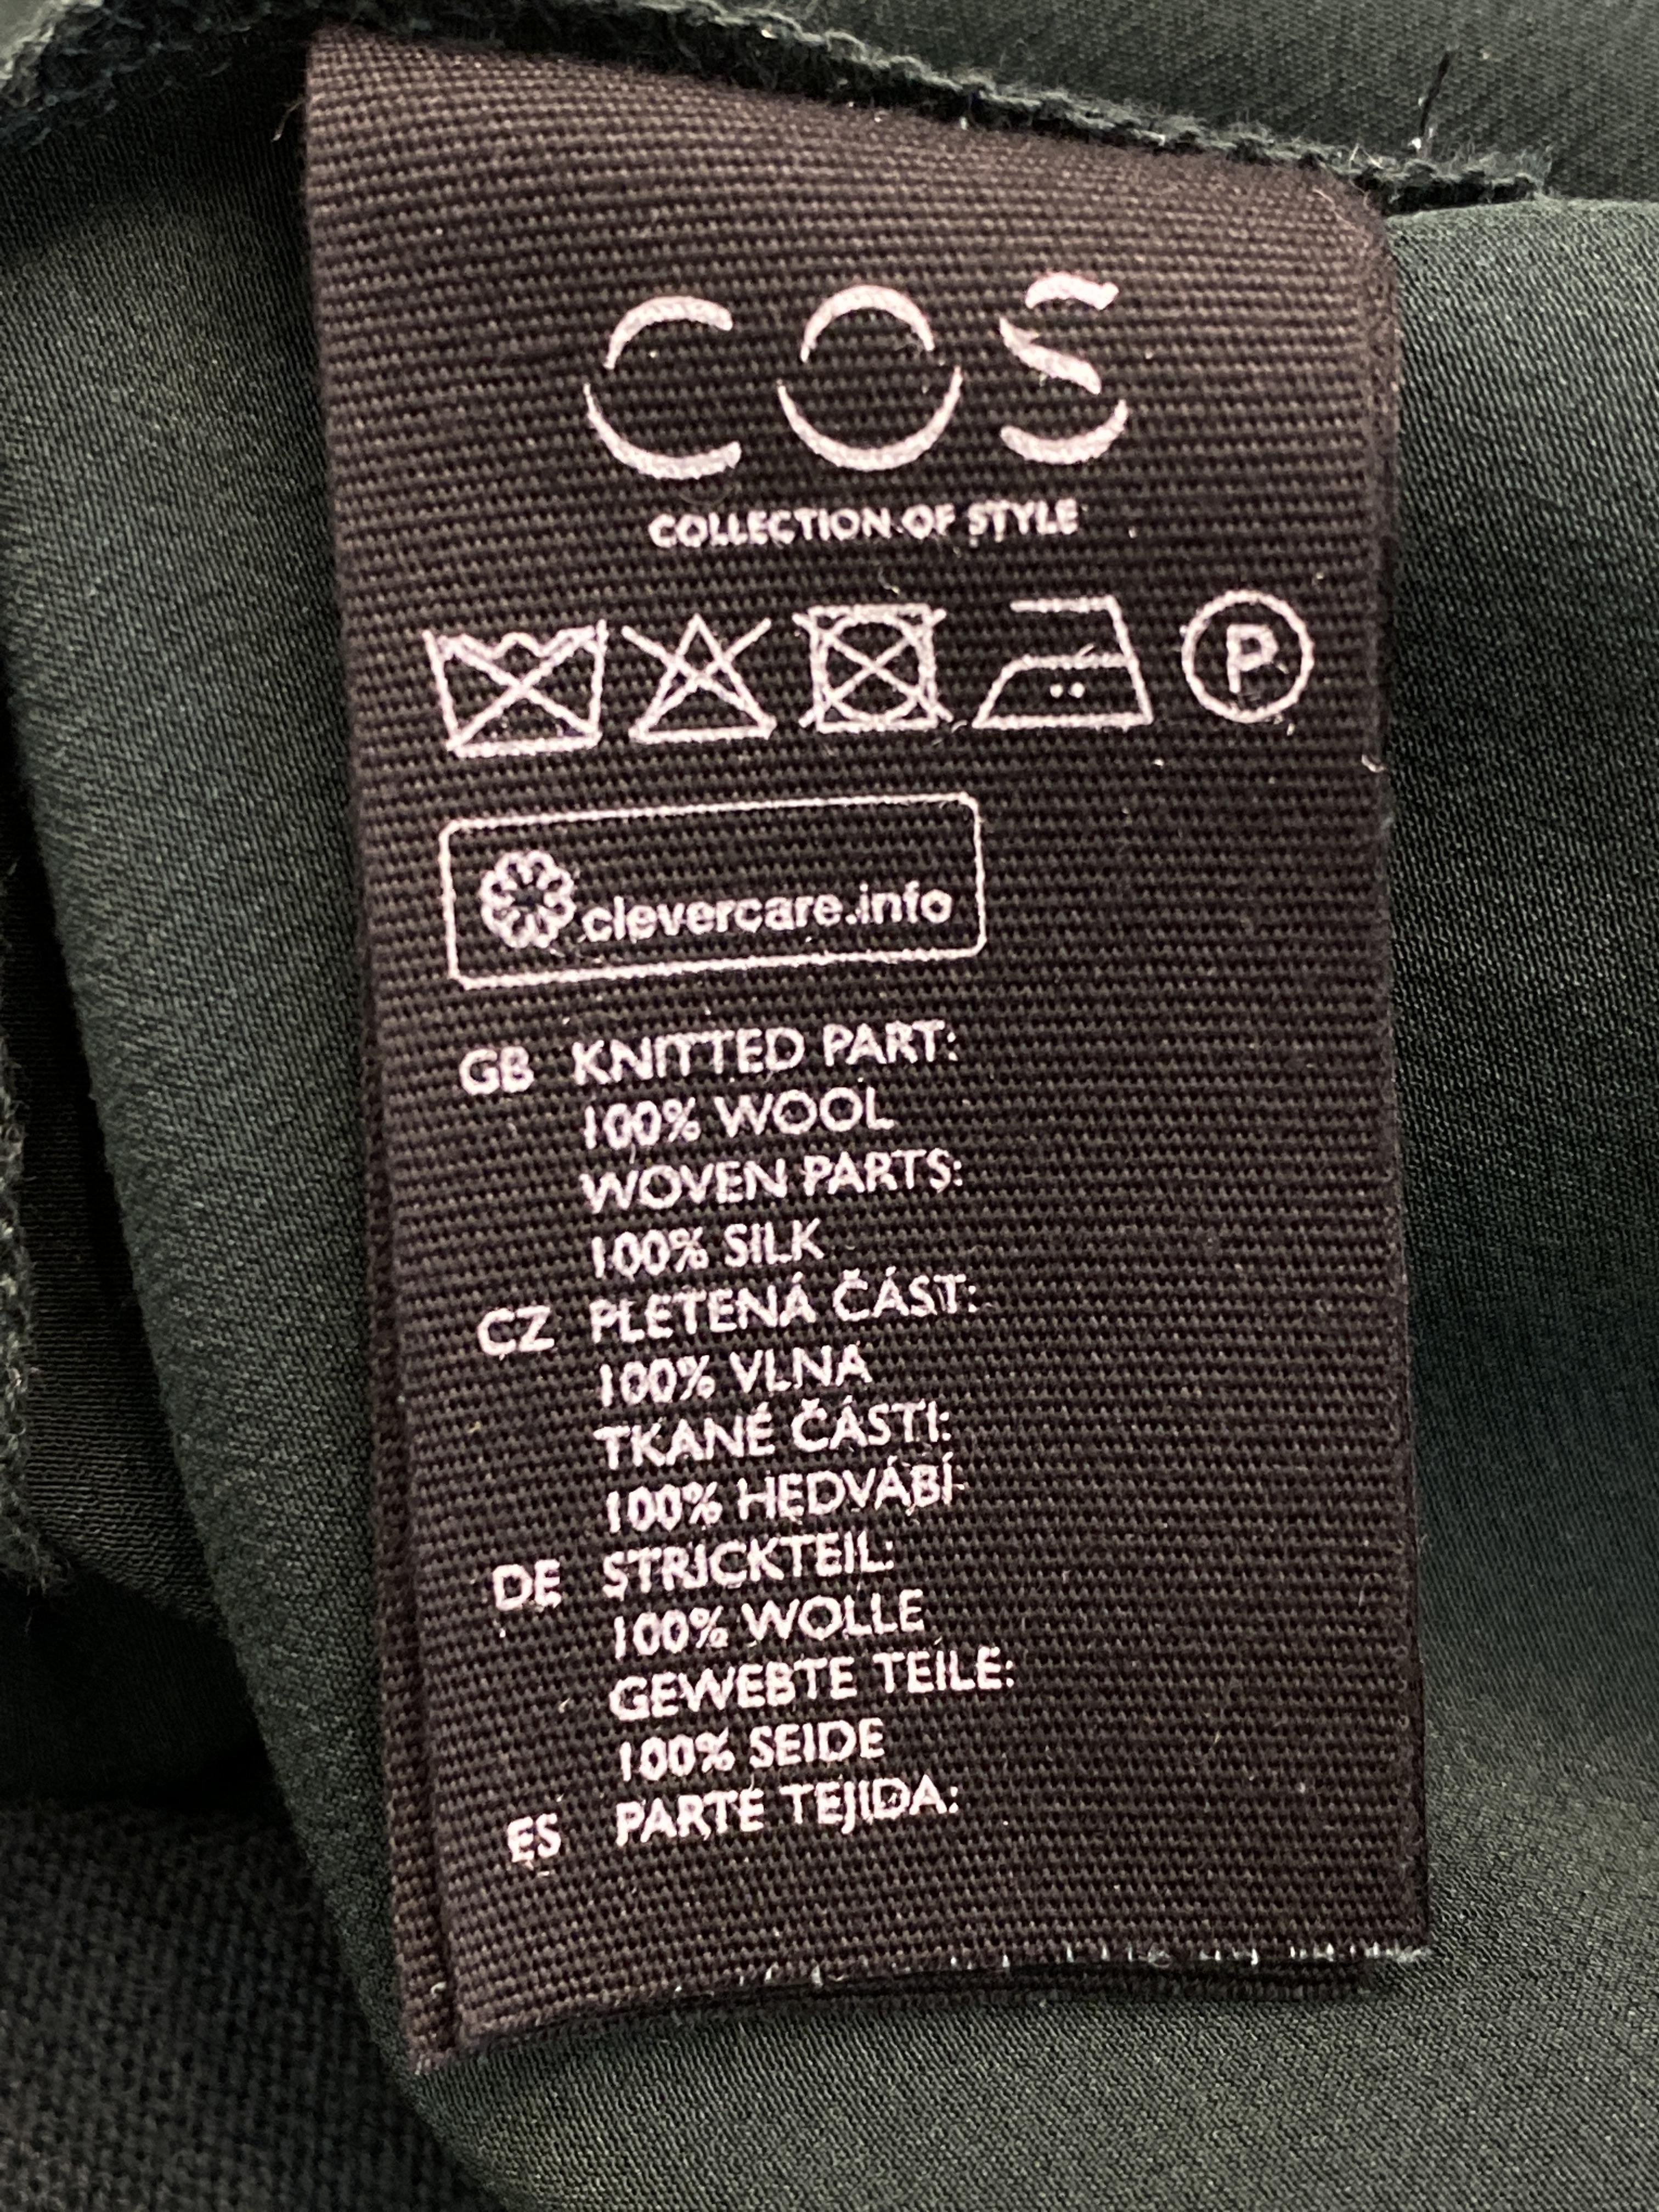 COS
COLLECTION OF STYLE
P
clevercare.info
GB KNITTED PART:
100% WOOL
WOVEN PARTS:
100% SILK
CZ PLETENÁ ČÁST:
100% VLNA
TKANÉ ČÁSTI:
100% HEDVÁBÍ
DE STRICKTEIL:
100% WOLLE
GEWEBTE TEILE:
100% SEIDE
ES PARTE TEJIDA: